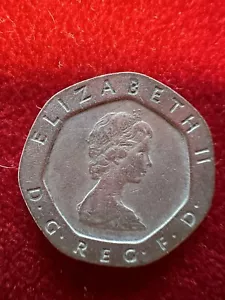 ELIZABETH II
D. G. REG. F. D.